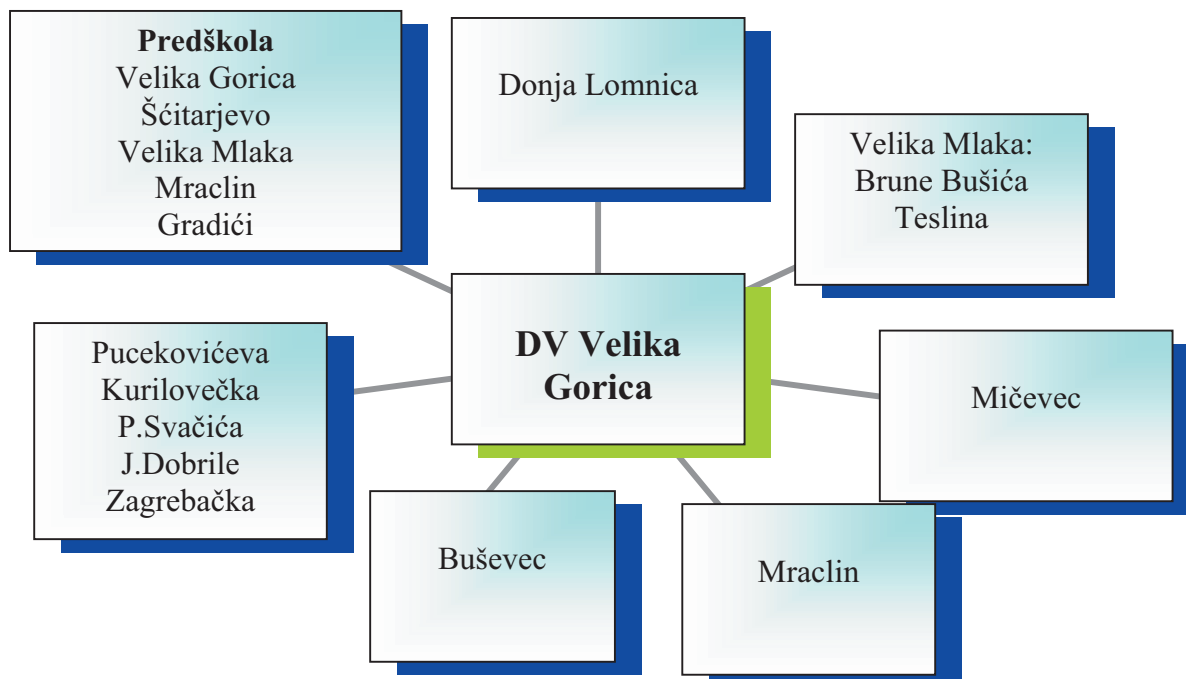 Predškola
Velika Gorica
Šćitarjevo
Velika Mlaka
Mraclin
Gradići
Donja Lomnica
Velika Mlaka:
Brune Bušića
Teslina
DV Velika
Gorica
Pucekovićeva
Kurilovečka
P.Svačića
J.Dobrile
Zagrebačka
Mičevec
Buševec
Mraclin